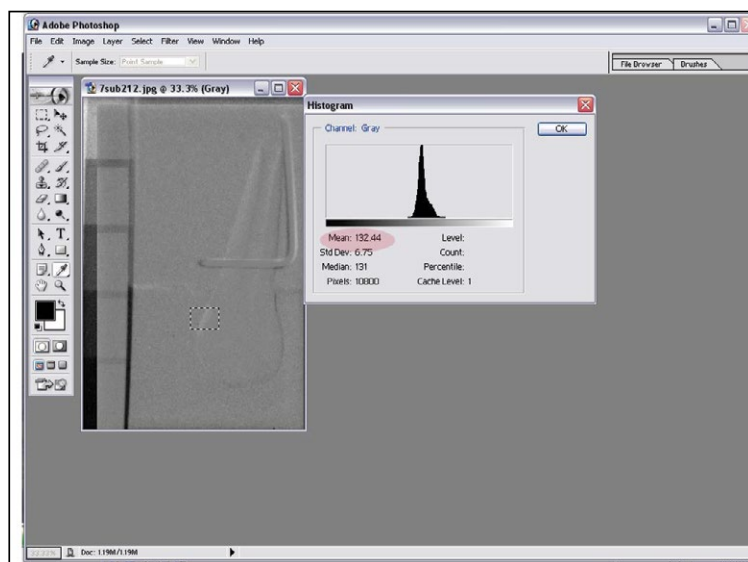 Adobe Photoshop
File Edit Image Layer Select Filter View Window Help
Sample Size: Point Sample
File Browser Brushes
7sub212.jpg @ 33.3% (Gray)
Histogram
Channel: Gray
OK
Mean: 132.44 Level:
Std Dev: 6.75 Count:
Median: 131 Percentile:
Pixels: 10800 Cache Level: 1
Doc: 1.19M/1.19M